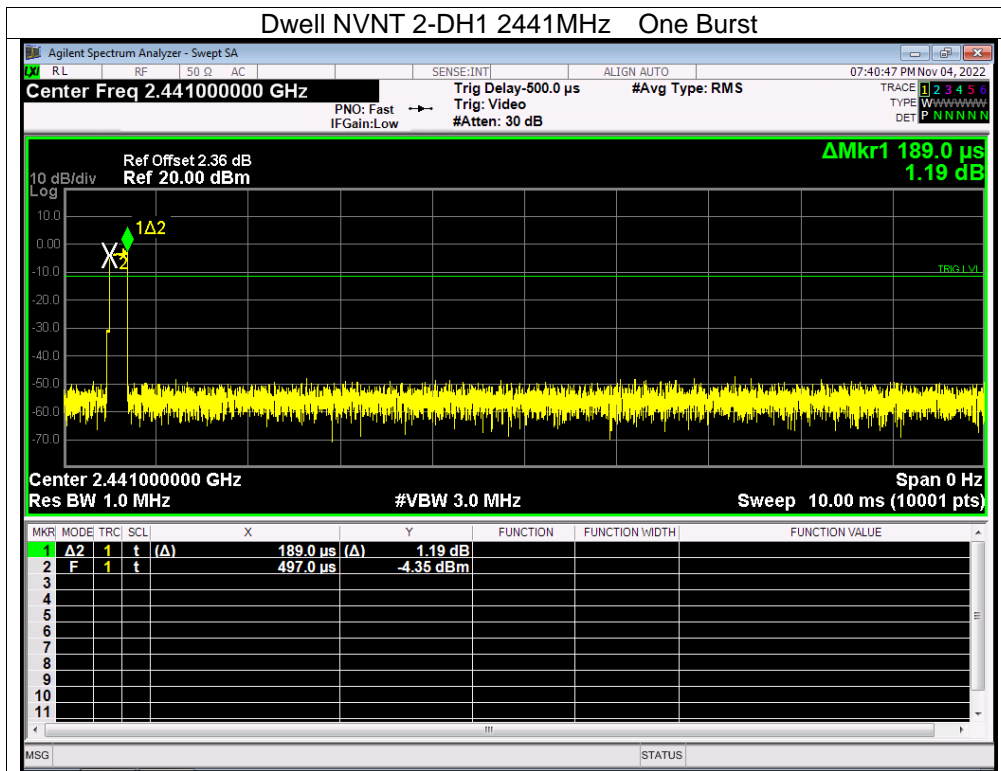 Dwell NVNT 2-DH1 2441MHz One Burst
Agilent Spectrum Analyzer - Swept SA
LXI RL RF 50 Ω AC SENSE:INT ALIGN AUTO 07:40:47 PM Nov 04, 2022
Center Freq 2.441000000 GHz
PNO: Fast
IFGain:Low
Trig Delay-500.0 µs
Trig: Video
#Atten: 30 dB
#Avg Type: RMS
TRACE 1 2 3 4 5 6
TYPE WWWWWWW
DET P N N N N N
ΔMkr1 189.0 µs
1.19 dB
Ref Offset 2.36 dB
10 dB/div Ref 20.00 dBm
Log
10.0
0.00
-10.0
-20.0
-30.0
-40.0
-50.0
-60.0
-70.0
1Δ2
X
2
TRIG LVL
Center 2.441000000 GHz Span 0 Hz
Res BW 1.0 MHz #VBW 3.0 MHz Sweep 10.00 ms (10001 pts)
MKR MODE TRC SCL X Y FUNCTION FUNCTION WIDTH FUNCTION VALUE
1 Δ2 1 t (Δ) 189.0 µs (Δ) 1.19 dB
2 F 1 t 497.0 µs -4.35 dBm
3
4
5
6
7
8
9
10
11
MSG STATUS